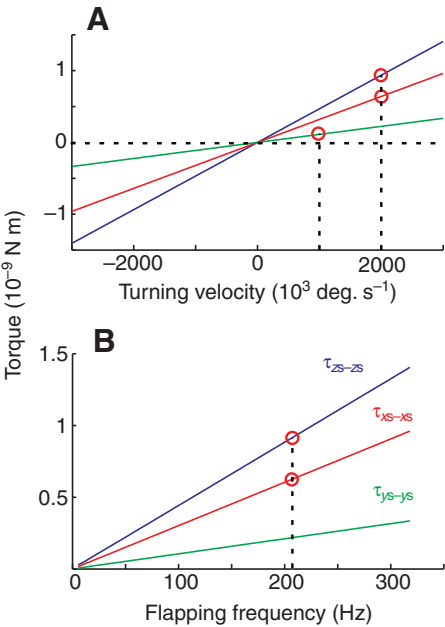 A
1
0
−1
−2000
0
2000
Turning velocity (10³ deg. s⁻¹)
Torque (10⁻⁹ N m)
B
1.5
1
0.5
τzs–zs
τxs–xs
τys–ys
0
100
200
300
Flapping frequency (Hz)